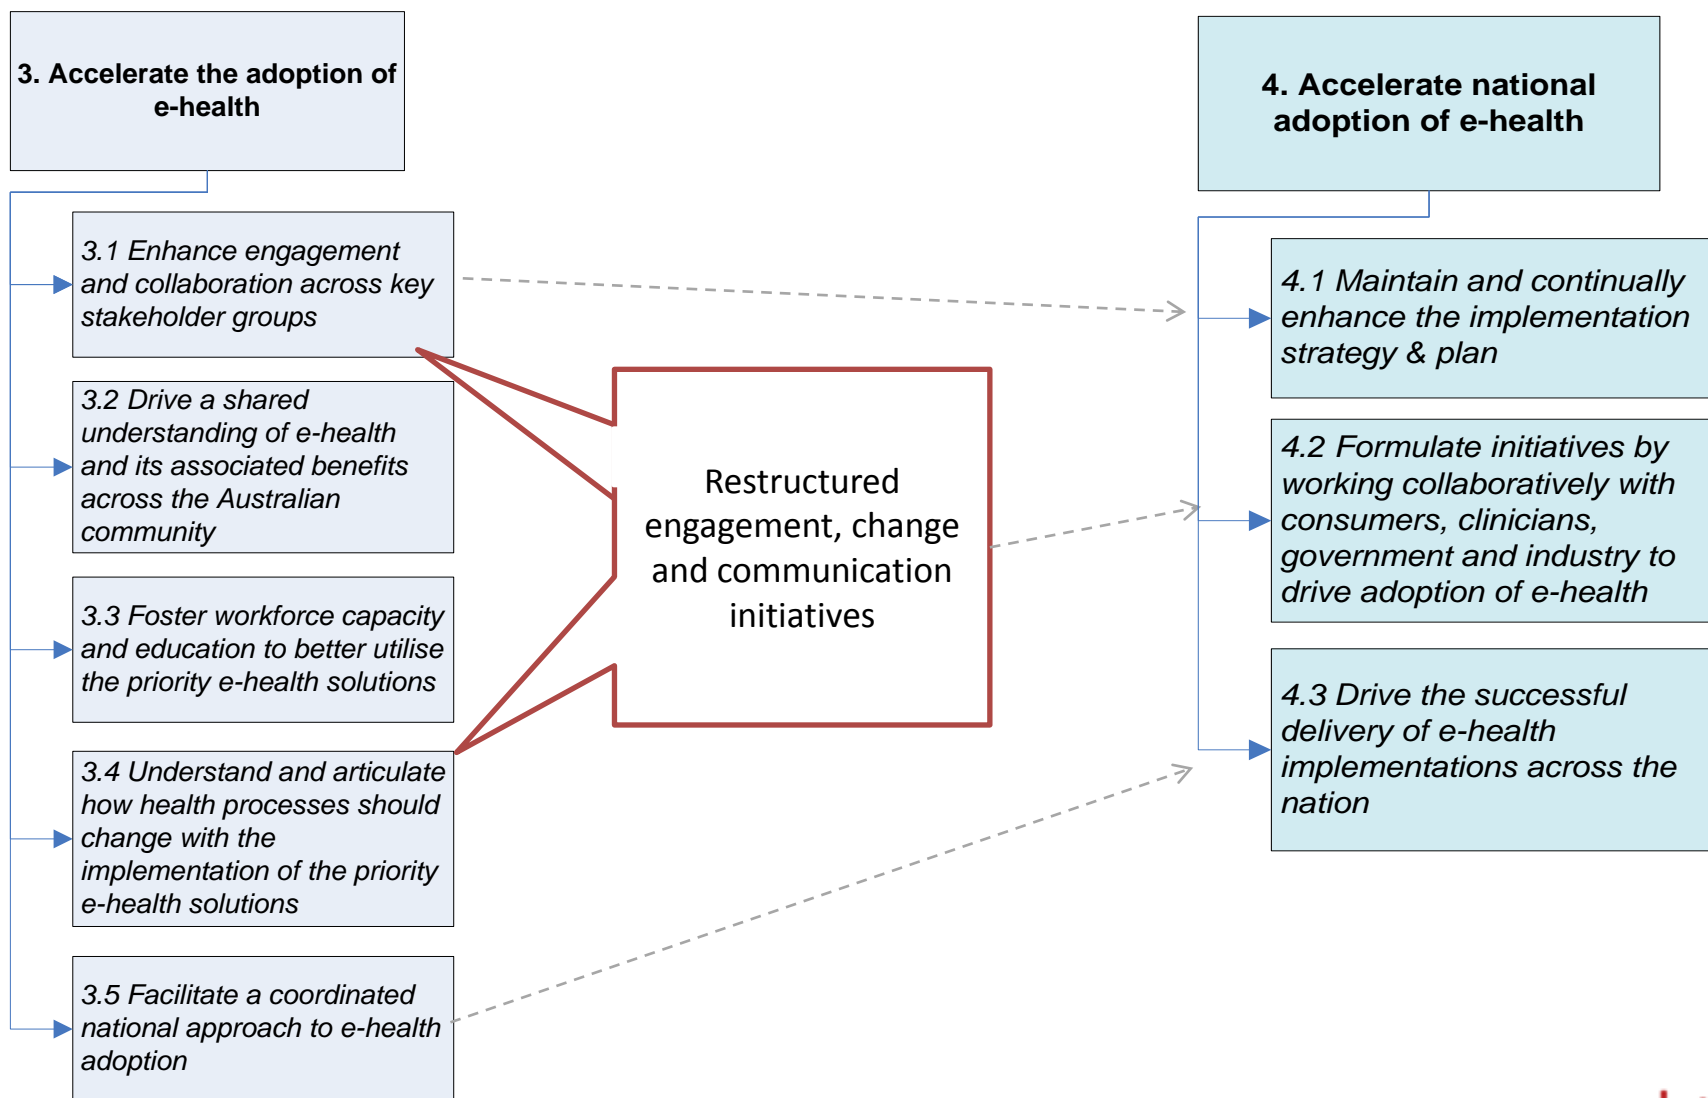 3. Accelerate the adoption of
e-health
3.1 Enhance engagement
and collaboration across key
stakeholder groups
3.2 Drive a shared
understanding of e-health
and its associated benefits
across the Australian
community
3.3 Foster workforce capacity
and education to better utilise
the priority e-health solutions
3.4 Understand and articulate
how health processes should
change with the
implementation of the priority
e-health solutions
3.5 Facilitate a coordinated
national approach to e-health
adoption
Restructured
engagement, change
and communication
initiatives
4. Accelerate national
adoption of e-health
4.1 Maintain and continually
enhance the implementation
strategy & plan
4.2 Formulate initiatives by
working collaboratively with
consumers, clinicians,
government and industry to
drive adoption of e-health
4.3 Drive the successful
delivery of e-health
implementations across the
nation